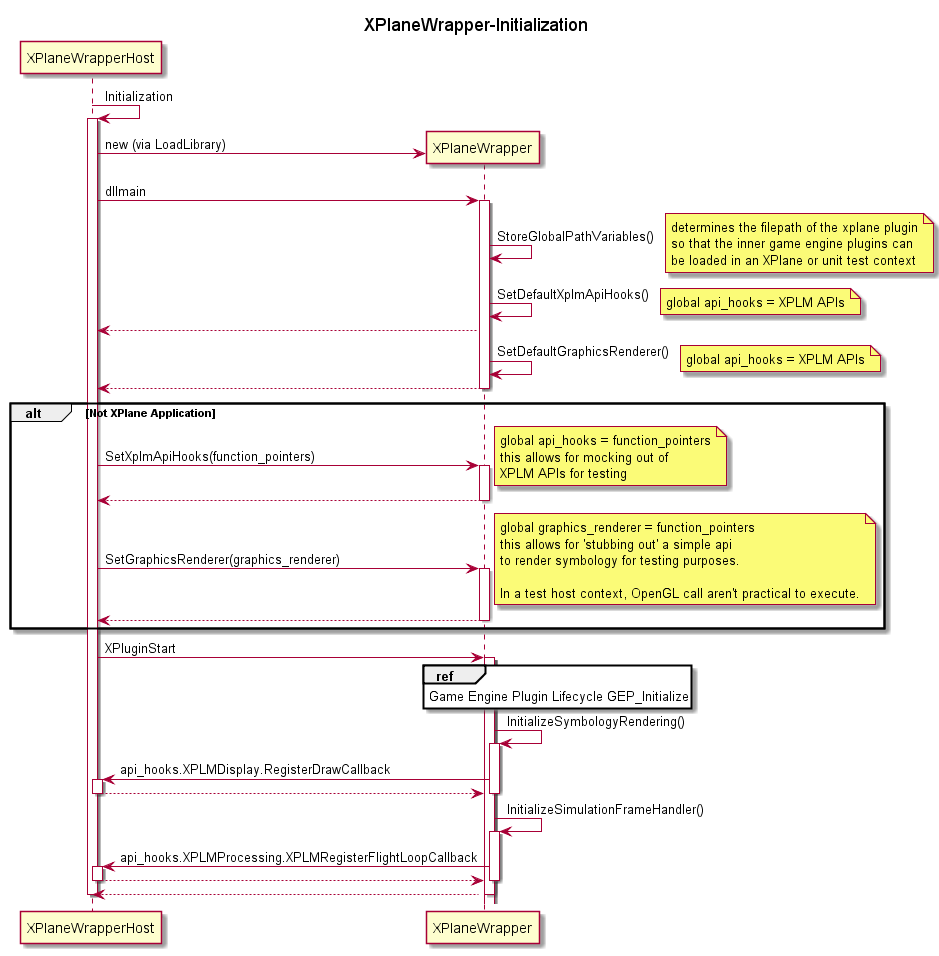 XPlaneWrapper-Initialization
XPlaneWrapperHost
Initialization
new (via LoadLibrary)
XPlaneWrapper
dllmain
StoreGlobalPathVariables()
determines the filepath of the xplane plugin
so that the inner game engine plugins can
be loaded in an XPlane or unit test context
SetDefaultXplmApiHooks()
global api_hooks = XPLM APIs
SetDefaultGraphicsRenderer()
global api_hooks = XPLM APIs
alt
[Not XPlane Application]
SetXplmApiHooks(function_pointers)
global api_hooks = function_pointers
this allows for mocking out of
XPLM APIs for testing
SetGraphicsRenderer(graphics_renderer)
global graphics_renderer = function_pointers
this allows for 'stubbing out' a simple api
to render symbology for testing purposes.
In a test host context, OpenGL call aren't practical to execute.
XPluginStart
ref
Game Engine Plugin Lifecycle GEP_Initialize
InitializeSymbologyRendering()
api_hooks.XPLMDisplay.RegisterDrawCallback
InitializeSimulationFrameHandler()
api_hooks.XPLMProcessing.XPLMRegisterFlightLoopCallback
XPlaneWrapperHost
XPlaneWrapper